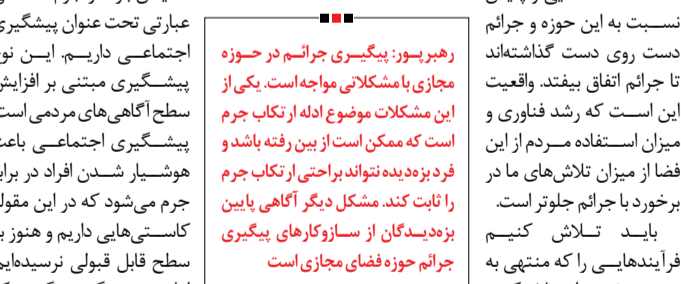 نسبت به این حوزه و جرائم
دست روی دست گذاشته‌اند
تا جرائم اتفاق بیفتد. واقعیت
این است که رشد فناوری و
میزان استفاده مردم از این
فضا از میزان تلاش‌های ما در
برخورد با جرائم جلوتر است.
باید تلاش کنیم
فرآیندهایی را که منتهی به
رهبرپور: پیگیری جرائم در حوزه
مجازی با مشکلاتی مواجه است. یکی از
این مشکلات موضوع ادله ارتکاب جرم
است که ممکن است از بین رفته باشد و
فرد بزه‌دیده نتواند براحتی ارتکاب جرم
را ثابت کند. مشکل دیگر آگاهی پایین
بزه‌دیدگان از سازوکارهای پیگیری
جرائم حوزه فضای مجازی است
عبارتی تحت عنوان پیشگیری
اجتماعی داریم. این نوع
پیشگیری مبتنی بر افزایش
سطح آگاهی‌های مردمی است
پیشگیری اجتماعی باعث
هوشیار شدن افراد در برابر
جرم می‌شود که در این مقوله
کاستی‌هایی داریم و هنوز به
سطح قابل قبولی نرسیده‌ایم